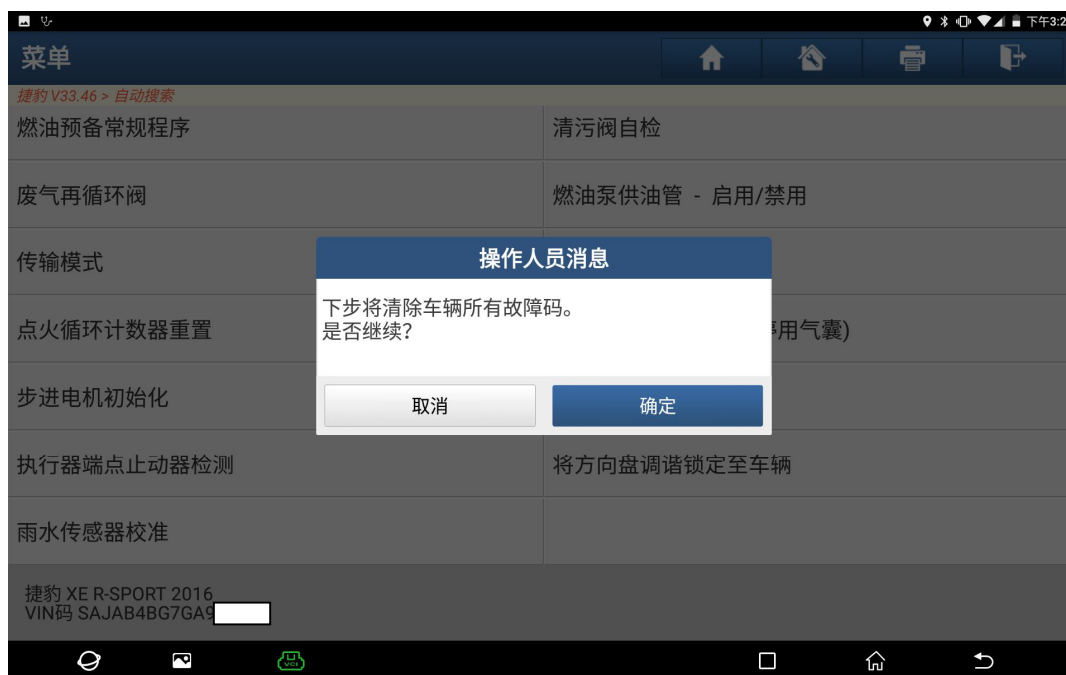 下午3:2
菜单
捷豹 V33.46 > 自动搜索
燃油预备常规程序
清污阀自检
废气再循环阀
燃油泵供油管 - 启用/禁用
传输模式
操作人员消息
下步将清除车辆所有故障码。
是否继续？
取消
确定
点火循环计数器重置
用气囊)
步进电机初始化
执行器端点止动器检测
将方向盘调谐锁定至车辆
雨水传感器校准
捷豹 XE R-SPORT 2016
VIN码 SAJAB4BG7GA9
VCI